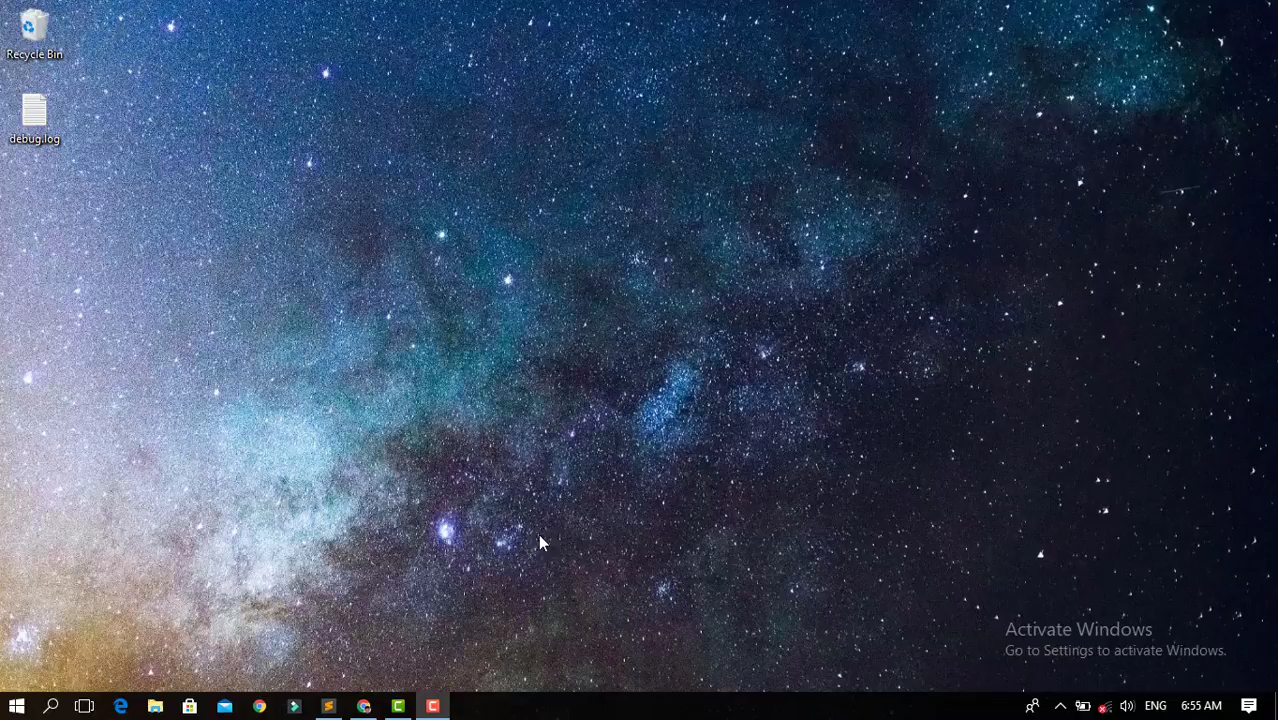 Recycle Bin
debug.log
Activate Windows
Go to Settings to activate Windows.
ENG
6:55 AM